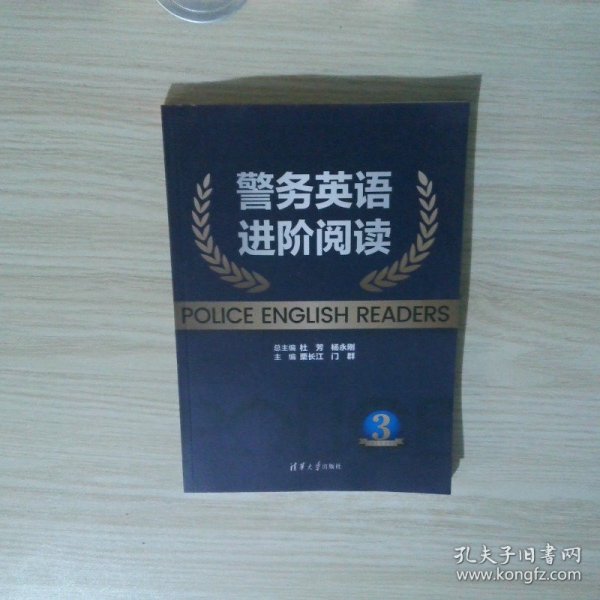 警务英语
进阶阅读
POLICE ENGLISH READERS
总主编 杜 芳 杨永刚
主 编 栗长江 门 群
3
清华大学出版社
孔夫子旧书网
www.kongfz.com